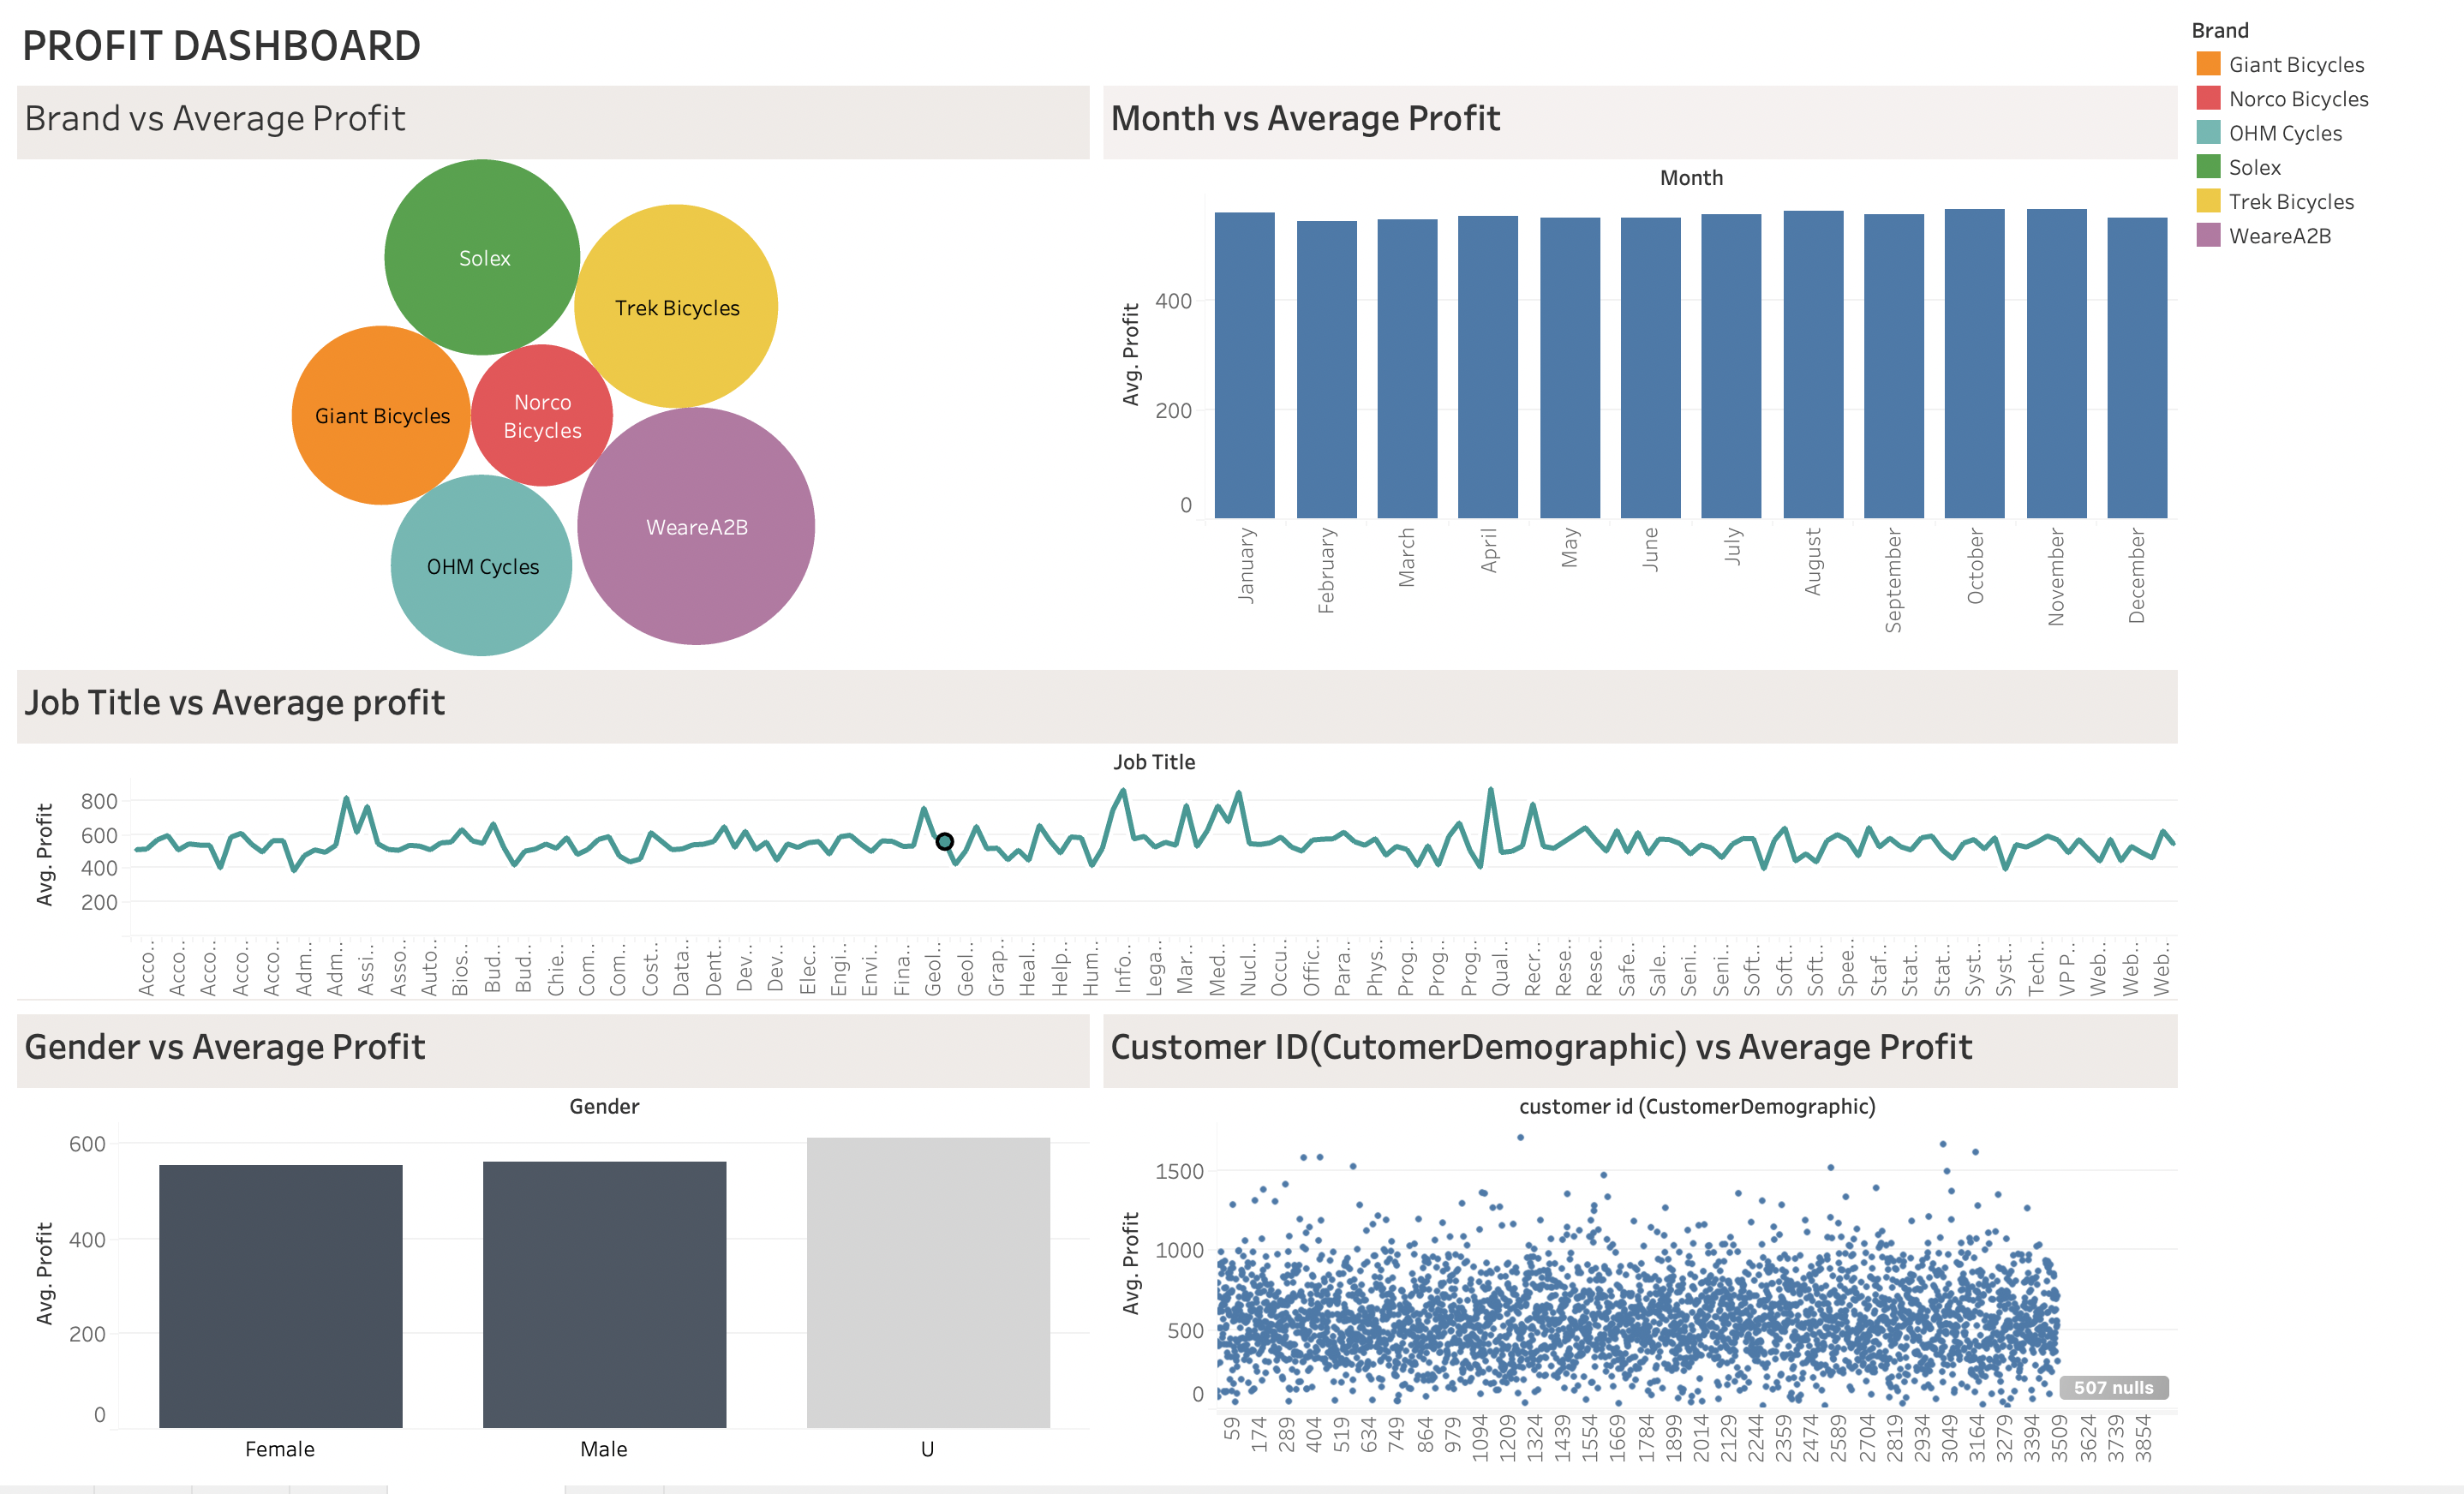 PROFIT DASHBOARD
Brand
Giant Bicycles
Norco Bicycles
OHM Cycles
Solex
Trek Bicycles
WeareA2B
Brand vs Average Profit
Solex
Trek Bicycles
Giant Bicycles
Norco
Bicycles
WeareA2B
OHM Cycles
Month vs Average Profit
Month
Avg. Profit
400
200
0
January
February
March
April
May
June
July
August
September
October
November
December
Job Title vs Average profit
Job Title
Avg. Profit
800
600
400
200
Acco..
Acco..
Acco..
Acco..
Acco..
Adm..
Adm..
Assi..
Asso..
Auto..
Bios..
Bud..
Bud..
Chie..
Com..
Com..
Cost..
Data..
Dent..
Dev..
Dev..
Elec..
Engi..
Envi..
Fina..
Geol..
Geol..
Grap..
Heal..
Help..
Hum..
Info..
Lega..
Mar..
Med..
Nucl..
Occu..
Offic..
Para..
Phys..
Prog..
Prog..
Prog..
Qual..
Recr..
Rese..
Rese..
Safe..
Sale..
Seni..
Seni..
Soft..
Soft..
Soft..
Spee..
Staf..
Stat..
Stat..
Syst..
Syst..
Tech..
VP P..
Web..
Web..
Web..
Gender vs Average Profit
Gender
Avg. Profit
600
400
200
0
Female
Male
U
Customer ID(CutomerDemographic) vs Average Profit
customer id (CustomerDemographic)
Avg. Profit
1500
1000
500
0
507 nulls
59
174
289
404
519
634
749
864
979
1094
1209
1324
1439
1554
1669
1784
1899
2014
2129
2244
2359
2474
2589
2704
2819
2934
3049
3164
3279
3394
3509
3624
3739
3854